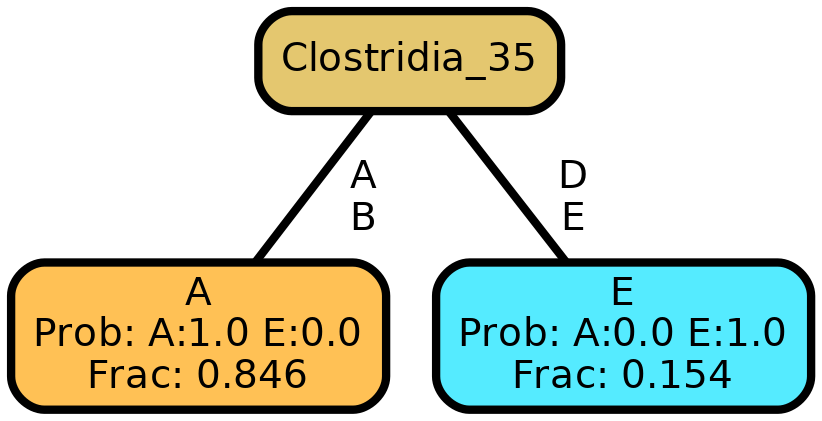 Clostridia_35
A
B
D
E
A
Prob: A:1.0 E:0.0
Frac: 0.846
E
Prob: A:0.0 E:1.0
Frac: 0.154